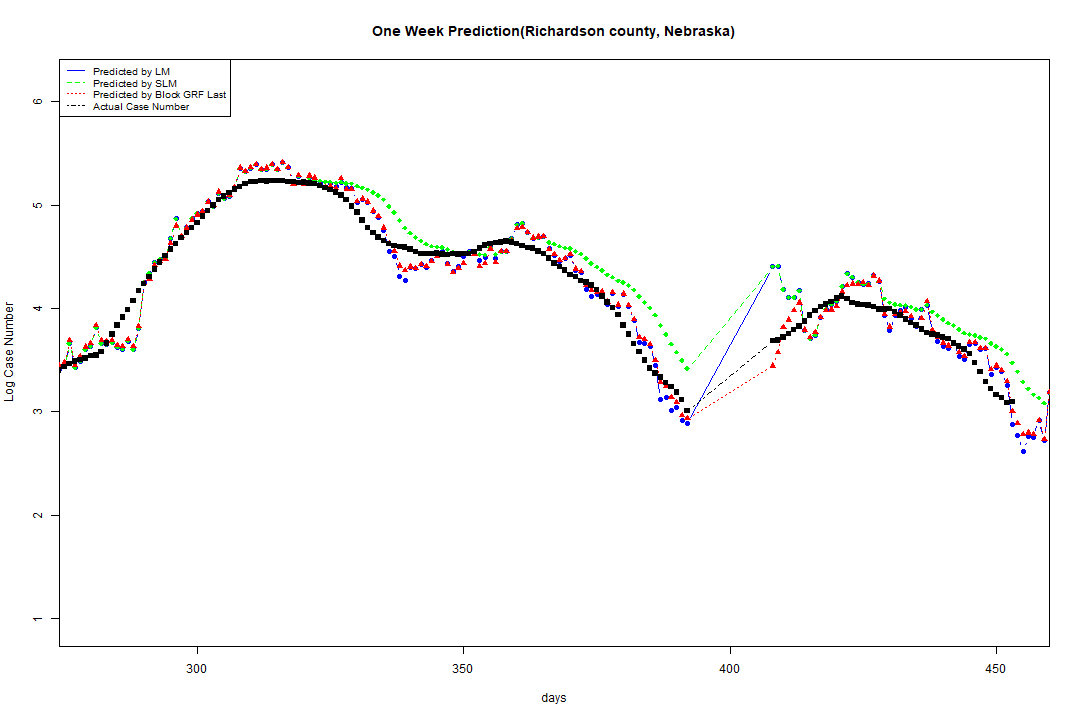 One Week Prediction(Richardson county, Nebraska)
Predicted by LM
Predicted by SLM
Predicted by Block GRF Last
Actual Case Number
6
5
4
3
2
1
Log Case Number
300
350
400
450
days